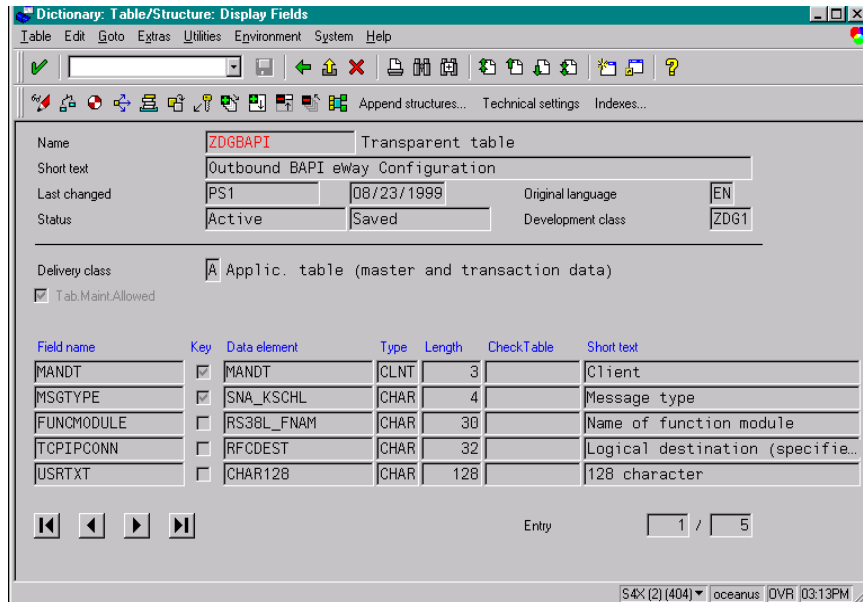 Dictionary: Table/Structure: Display Fields
Table Edit Goto Extras Utilities Environment System Help
Append structures... Technical settings Indexes...
Name ZDGBAPI Transparent table
Short text Outbound BAPI eWay Configuration
Last changed PS1 08/23/1999 Original language EN
Status Active Saved Development class ZDG1
Delivery class A Applic. table (master and transaction data)
Tab.Maint.Allowed
Field name Key Data element Type Length CheckTable Short text
MANDT MANDT CLNT 3 Client
MSGTYPE SNA_KSCHL CHAR 4 Message type
FUNCMODULE RS38L_FNAM CHAR 30 Name of function module
TCPIPCONN RFCDEST CHAR 32 Logical destination (specifie...
USRTXT CHAR128 CHAR 128 128 character
Entry 1 / 5
S4X (2) (404) oceanus OVR 03:13PM